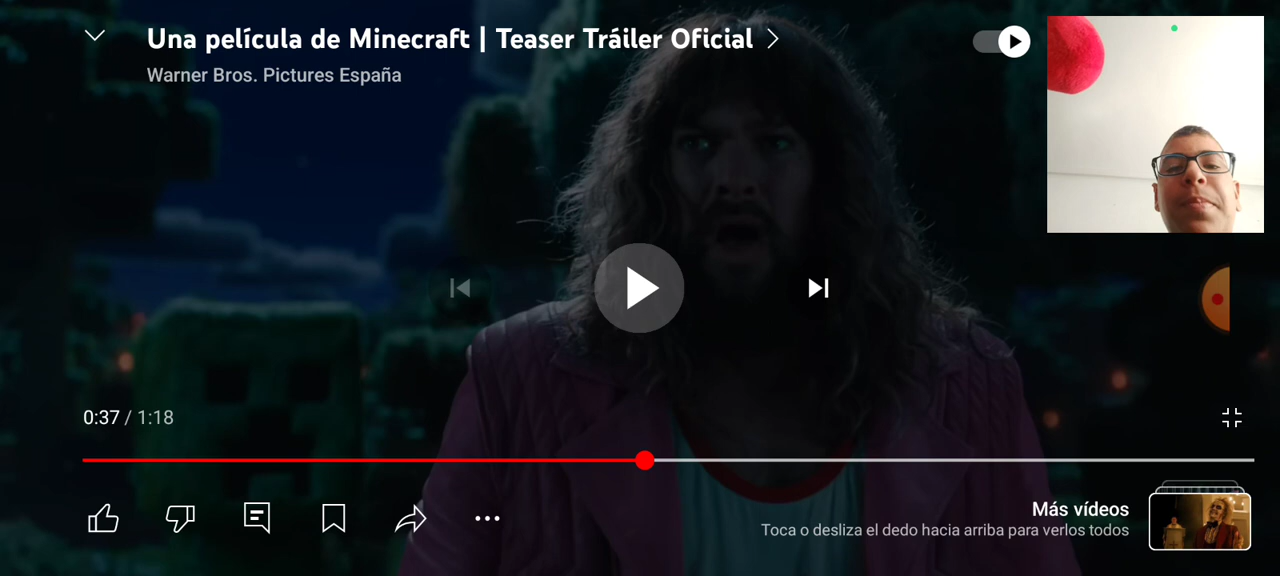 Una película de Minecraft | Teaser Tráiler Oficial
Warner Bros. Pictures España
0:37 / 1:18
Más vídeos
Toca o desliza el dedo hacia arriba para verlos todos